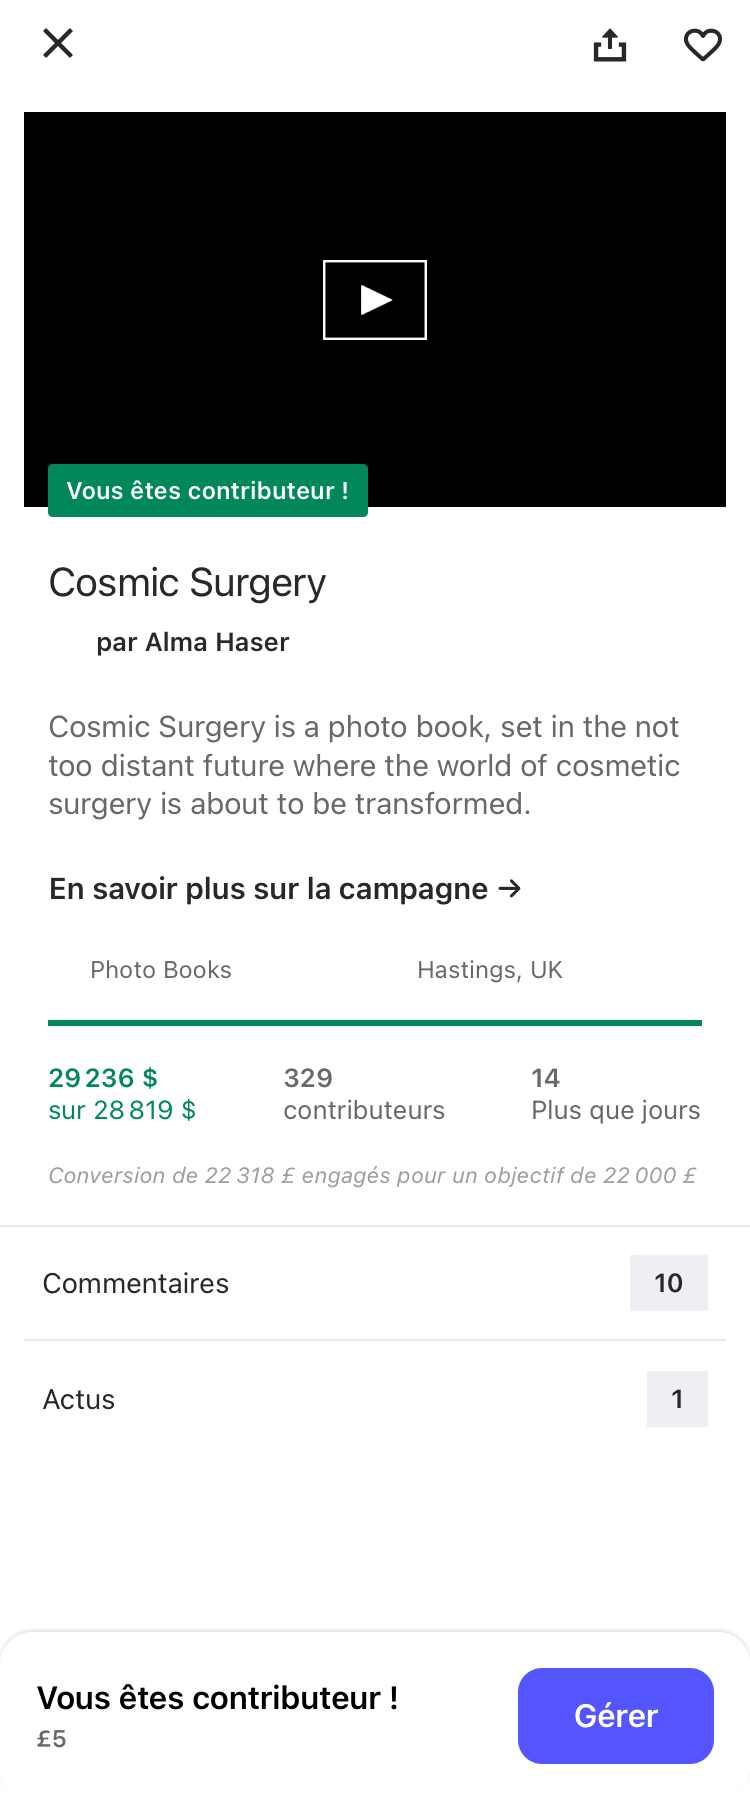 Vous êtes contributeur !
Cosmic Surgery
par Alma Haser
Cosmic Surgery is a photo book, set in the not
too distant future where the world of cosmetic
surgery is about to be transformed.
En savoir plus sur la campagne →
Photo Books
Hastings, UK
29 236 $
sur 28 819 $
329
contributeurs
14
Plus que jours
Conversion de 22 318 £ engagés pour un objectif de 22 000 £
Commentaires
10
Actus
1
Vous êtes contributeur !
£5
Gérer